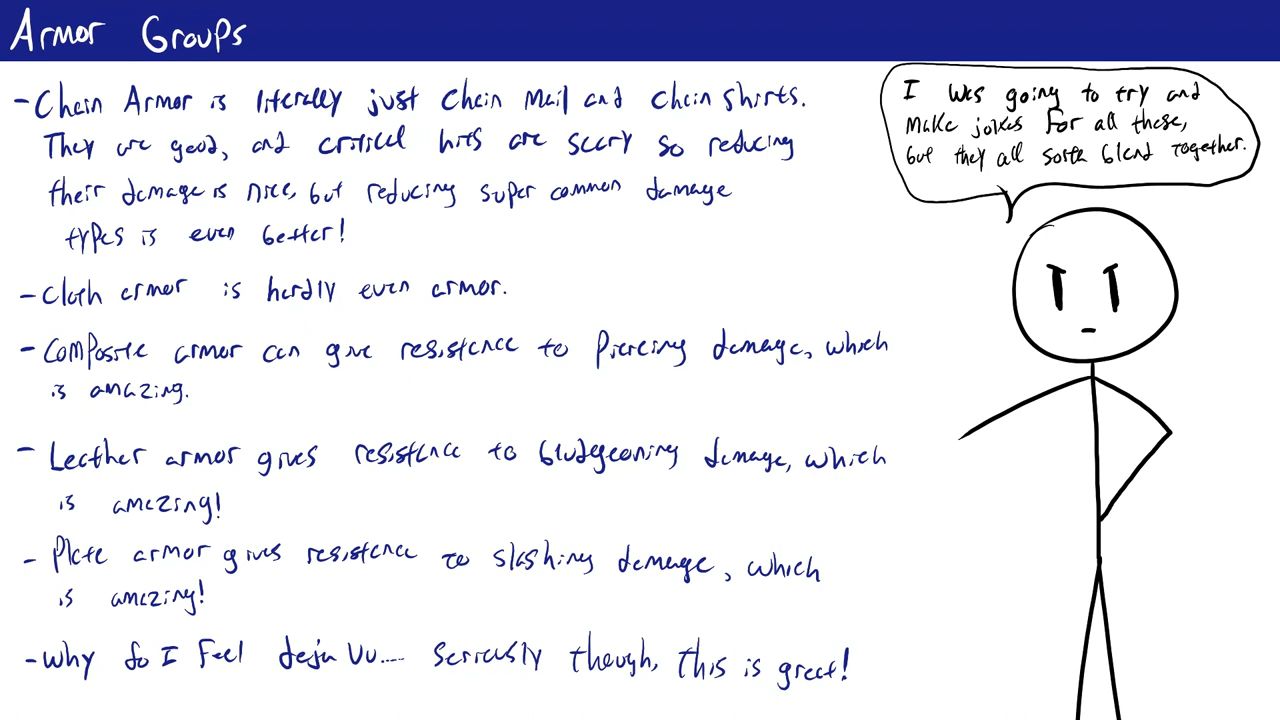 Armor Groups
- Chain Armor is literally just Chain Mail and Chain Shirts.
They are good, and critical hits are scary so reducing
their damage is nice, but reducing super common damage
types is even better!
- Cloth armor is hardly even armor.
- Composite armor can give resistance to Piercing damage, which
is amazing.
- Leather armor gives resistance to bludgeoning damage, which
is amazing!
- Plate armor gives resistance to slashing damage, which
is amazing!
- Why do I Feel deja Vu.... Seriously though, this is great!
I was going to try and
Make jokes For all these,
but they all sorta blend together.